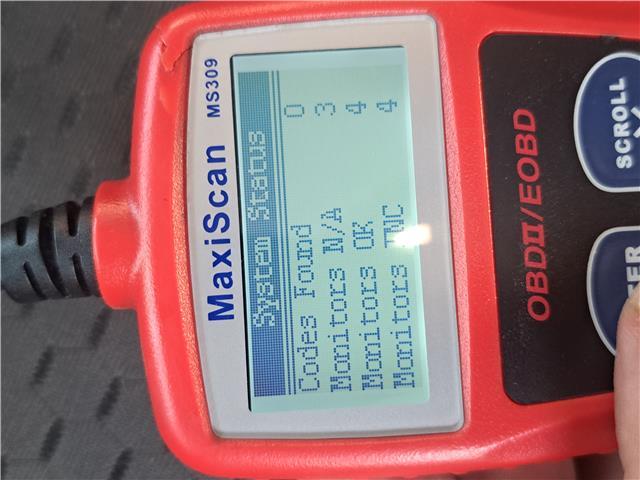 MaxiScan MS309
System Status
Codes Found 0
Monitors N/A 3
Monitors OK 4
Monitors INC 4
OBDII/EOBD
SCROLL